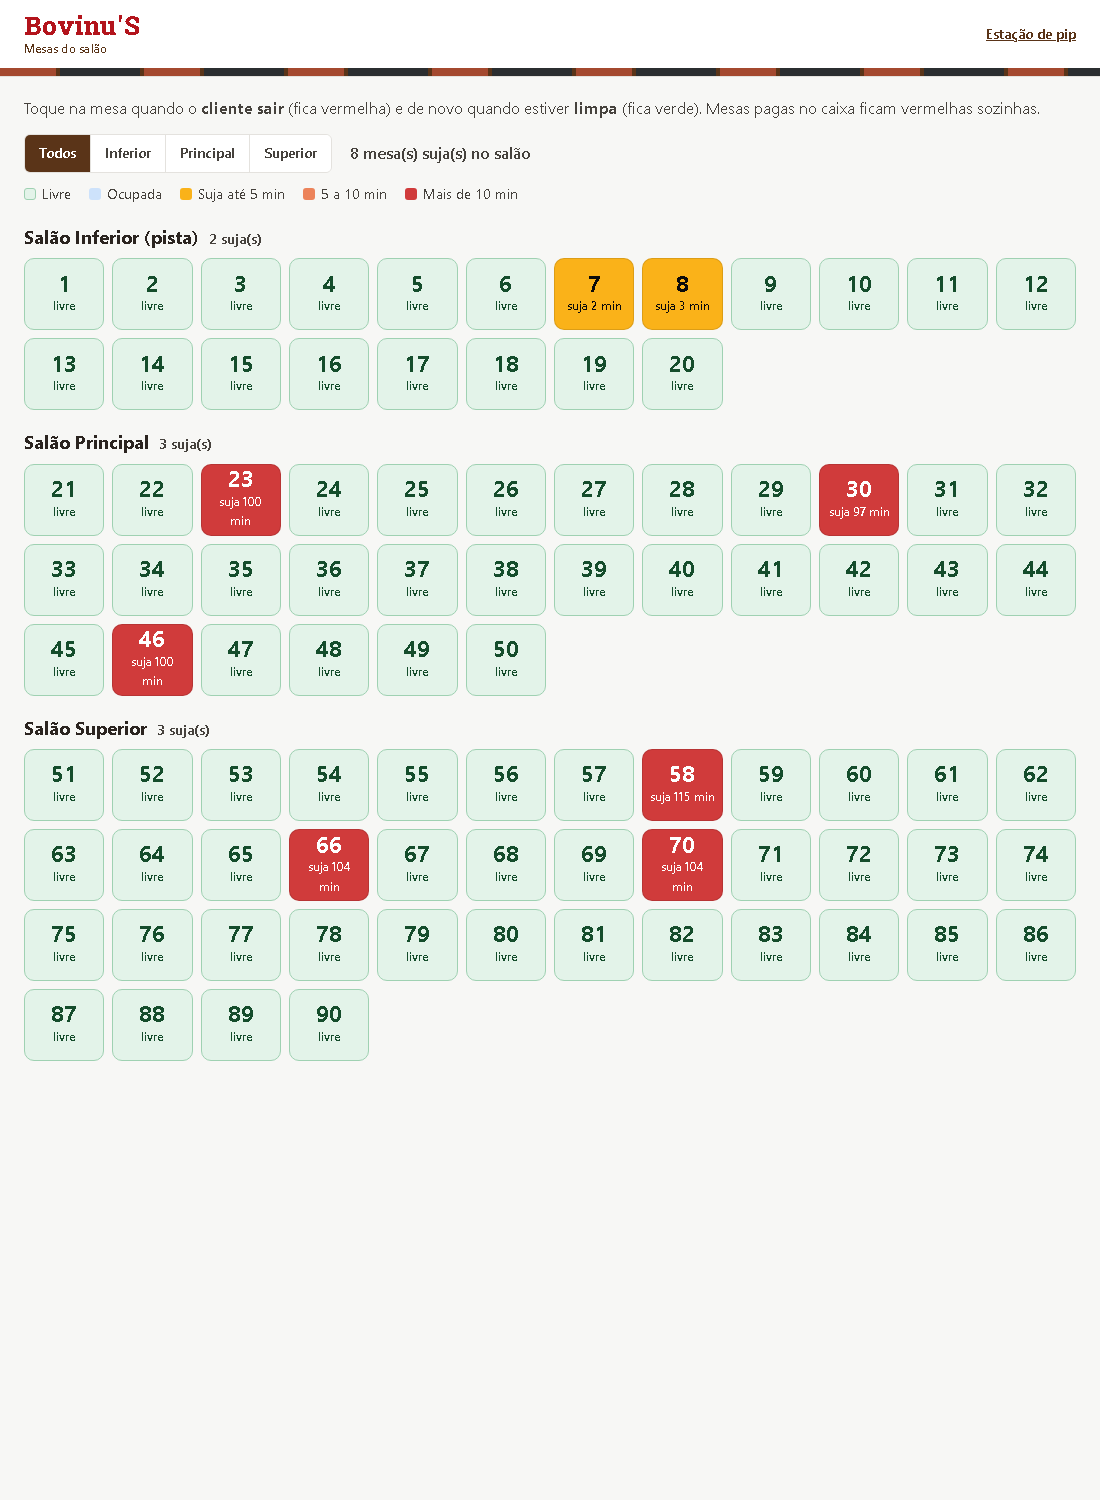 Bovinu'S
Mesas do salão
Estação de pip
Toque na mesa quando o cliente sair (fica vermelha) e de novo quando estiver limpa (fica verde). Mesas pagas no caixa ficam vermelhas sozinhas.
Todos Inferior Principal Superior 8 mesa(s) suja(s) no salão
Livre Ocupada Suja até 5 min 5 a 10 min Mais de 10 min
Salão Inferior (pista) 2 suja(s)
1 2 3 4 5 6 7 8 9 10 11 12
livre livre livre livre livre livre suja 2 min suja 3 min livre livre livre livre
13 14 15 16 17 18 19 20
livre livre livre livre livre livre livre livre
Salão Principal 3 suja(s)
21 22 23 24 25 26 27 28 29 30 31 32
livre livre suja 100 min livre livre livre livre livre livre suja 97 min livre livre
33 34 35 36 37 38 39 40 41 42 43 44
livre livre livre livre livre livre livre livre livre livre livre livre
45 46 47 48 49 50
livre suja 100 min livre livre livre livre
Salão Superior 3 suja(s)
51 52 53 54 55 56 57 58 59 60 61 62
livre livre livre livre livre livre livre suja 115 min livre livre livre livre
63 64 65 66 67 68 69 70 71 72 73 74
livre livre livre suja 104 min livre livre livre suja 104 min livre livre livre livre
75 76 77 78 79 80 81 82 83 84 85 86
livre livre livre livre livre livre livre livre livre livre livre livre
87 88 89 90
livre livre livre livre